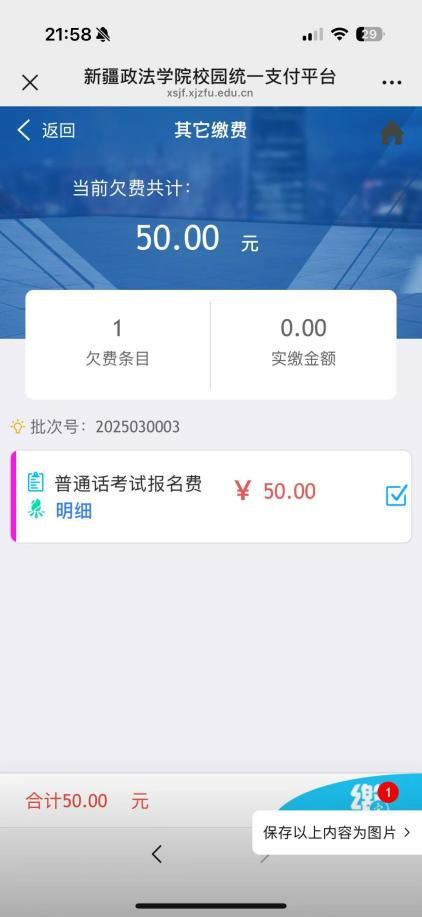 21:58
29
新疆政法学院校园统一支付平台
xsjf.xjzfu.edu.cn
返回
其它缴费
当前欠费共计：
50.00 元
1
0.00
欠费条目
实缴金额
批次号：2025030003
普通话考试报名费
¥ 50.00
明细
合计50.00 元
缴
1
保存以上内容为图片